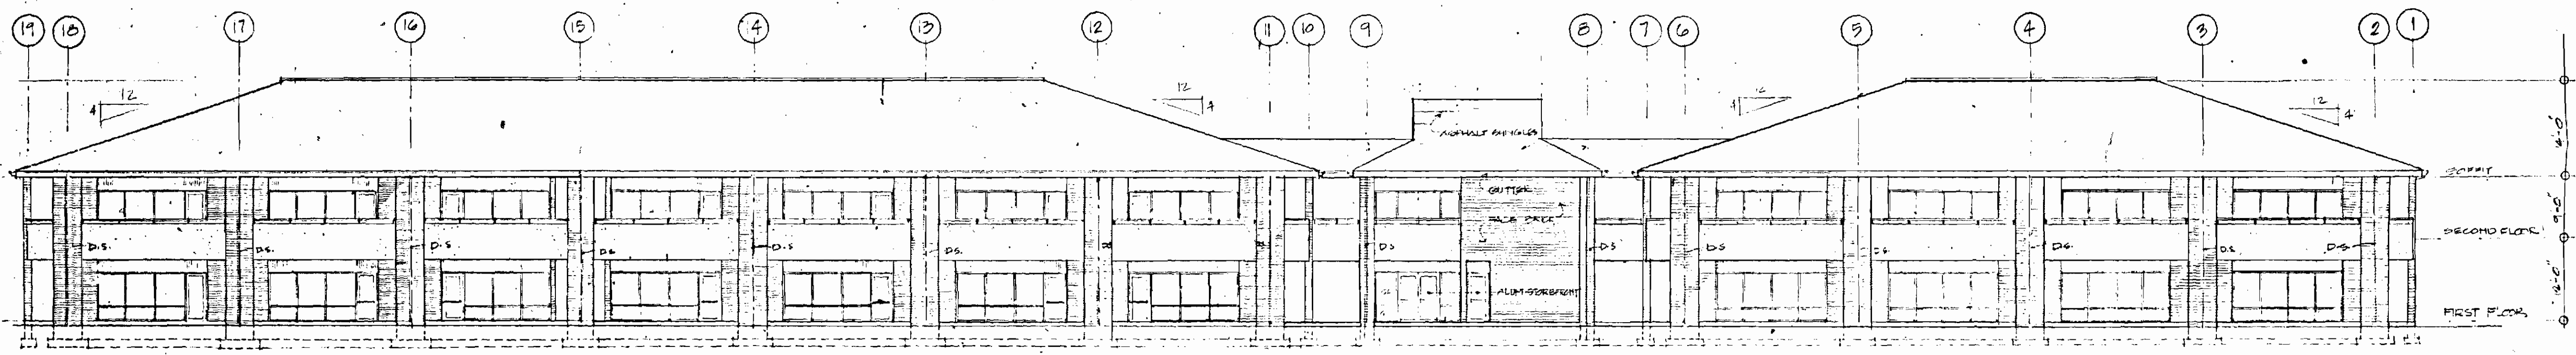 19 18 17 16 15 14 13 12 11 10 9 8 7 6 5 4 3 2 1
12
4
12
4
12
4
12
4
ASPHALT SHINGLES
SOFFIT
GUTTER
FACE BRICK
9'-0"
SECOND FLOOR
D.S.
D.S.
D.S
D.S
D.S
D.S.
D.S
D.S
D.S
D.S.
D.S
D.S.
ALUM STOREFRONT
FIRST FLOOR